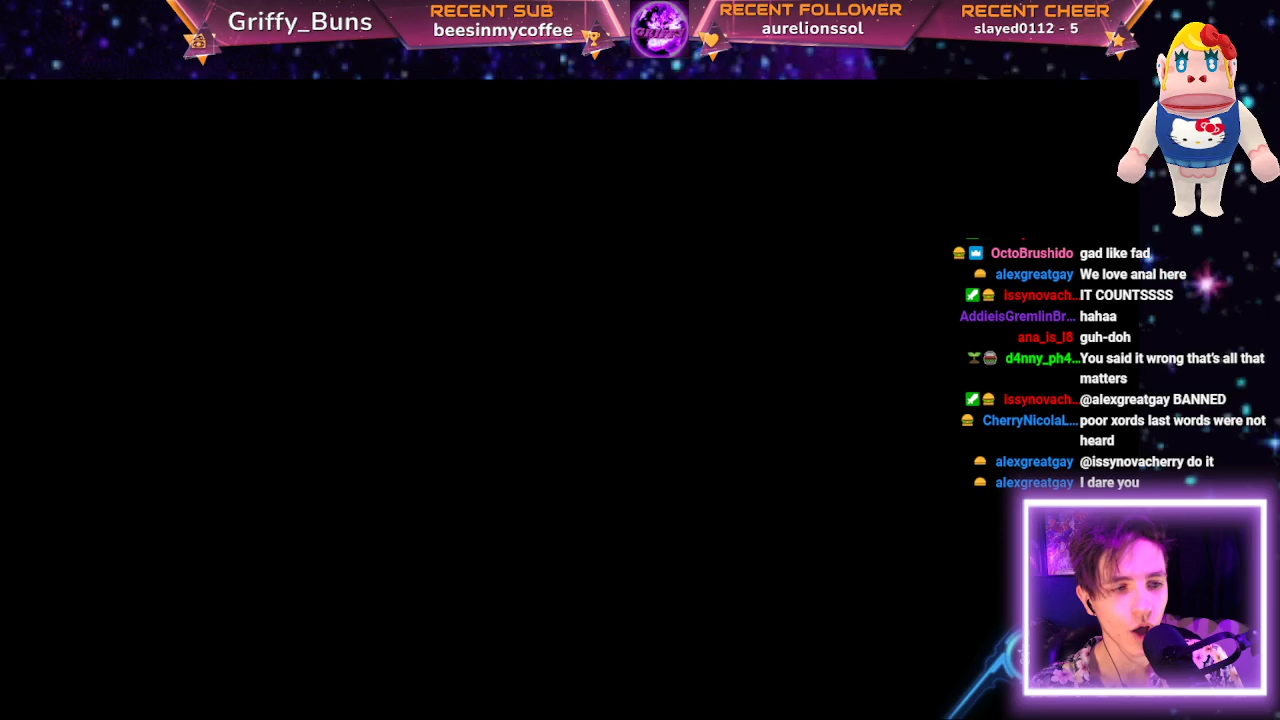 Griffy_Buns
RECENT SUB
beesinmycoffee
RECENT FOLLOWER
aurelionssol
RECENT CHEER
slayed0112 - 5
OctoBrushido gad like fad
alexgreatgay We love anal here
issynovach... IT COUNTSSSS
AddieisGremlinBr... hahaa
ana_is_l8 guh-doh
d4nny_ph4... You said it wrong that's all that
matters
issynovach... @alexgreatgay BANNED
CherryNicolaL... poor xords last words were not
heard
alexgreatgay @issynovacherry do it
alexgreatgay I dare you